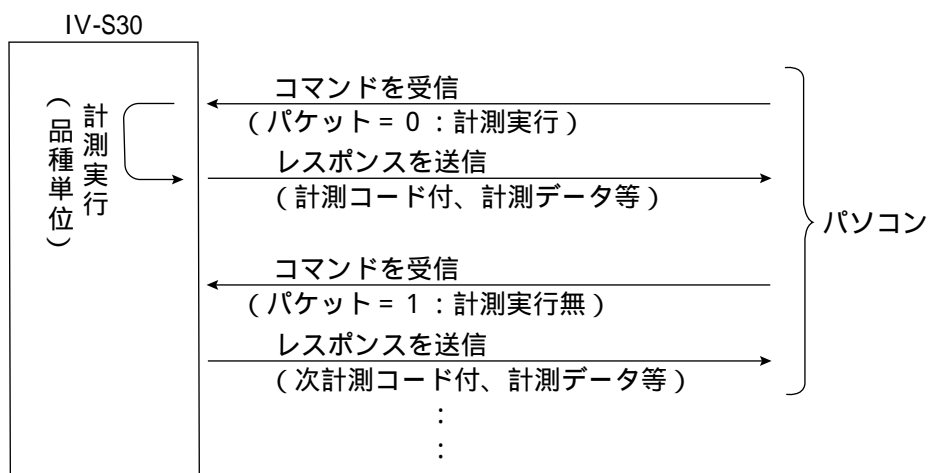 IV-S30
計測実行
(品種単位)
コマンドを受信
(パケット = 0 : 計測実行)
レスポンスを送信
(計測コード付、計測データ等)
コマンドを受信
(パケット = 1 : 計測実行無)
レスポンスを送信
(次計測コード付、計測データ等)
:
:
パソコン